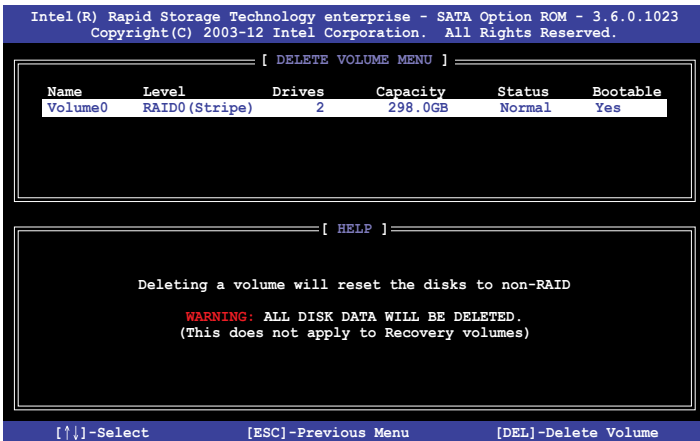 Intel(R) Rapid Storage Technology enterprise - SATA Option ROM - 3.6.0.1023
Copyright(C) 2003-12 Intel Corporation. All Rights Reserved.
[ DELETE VOLUME MENU ]
Name Level Drives Capacity Status Bootable
Volume0 RAID0(Stripe) 2 298.0GB Normal Yes
[ HELP ]
Deleting a volume will reset the disks to non-RAID
WARNING: ALL DISK DATA WILL BE DELETED.
(This does not apply to Recovery volumes)
[↑↓]-Select [ESC]-Previous Menu [DEL]-Delete Volume